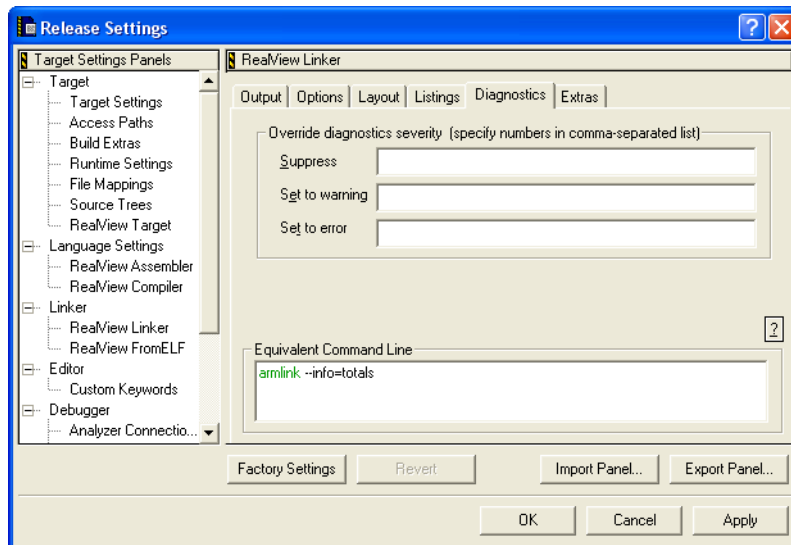 Release Settings
?
Target Settings Panels
RealView Linker
Target
Target Settings
Access Paths
Build Extras
Runtime Settings
File Mappings
Source Trees
RealView Target
Language Settings
RealView Assembler
RealView Compiler
Linker
RealView Linker
RealView FromELF
Editor
Custom Keywords
Debugger
Analyzer Connectio...
Output Options Layout Listings Diagnostics Extras
Override diagnostics severity (specify numbers in comma-separated list)
Suppress
Set to warning
Set to error
?
Equivalent Command Line
armlink --info=totals
Factory Settings Revert Import Panel... Export Panel...
OK Cancel Apply